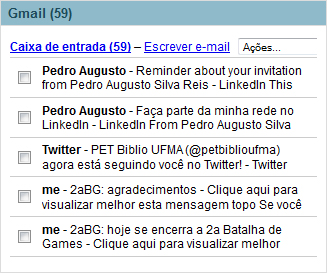 Gmail (59)
Caixa de entrada (59) – Escrever e-mail Ações...
Pedro Augusto - Reminder about your invitation
from Pedro Augusto Silva Reis - LinkedIn This
Pedro Augusto - Faça parte da minha rede no
LinkedIn - LinkedIn From Pedro Augusto Silva
Twitter - PET Biblio UFMA (@petbiblioufma)
agora está seguindo você no Twitter! - Twitter
me - 2aBG: agradecimentos - Clique aqui para
visualizar melhor esta mensagem topo Se você
me - 2aBG: hoje se encerra a 2a Batalha de
Games - Clique aqui para visualizar melhor